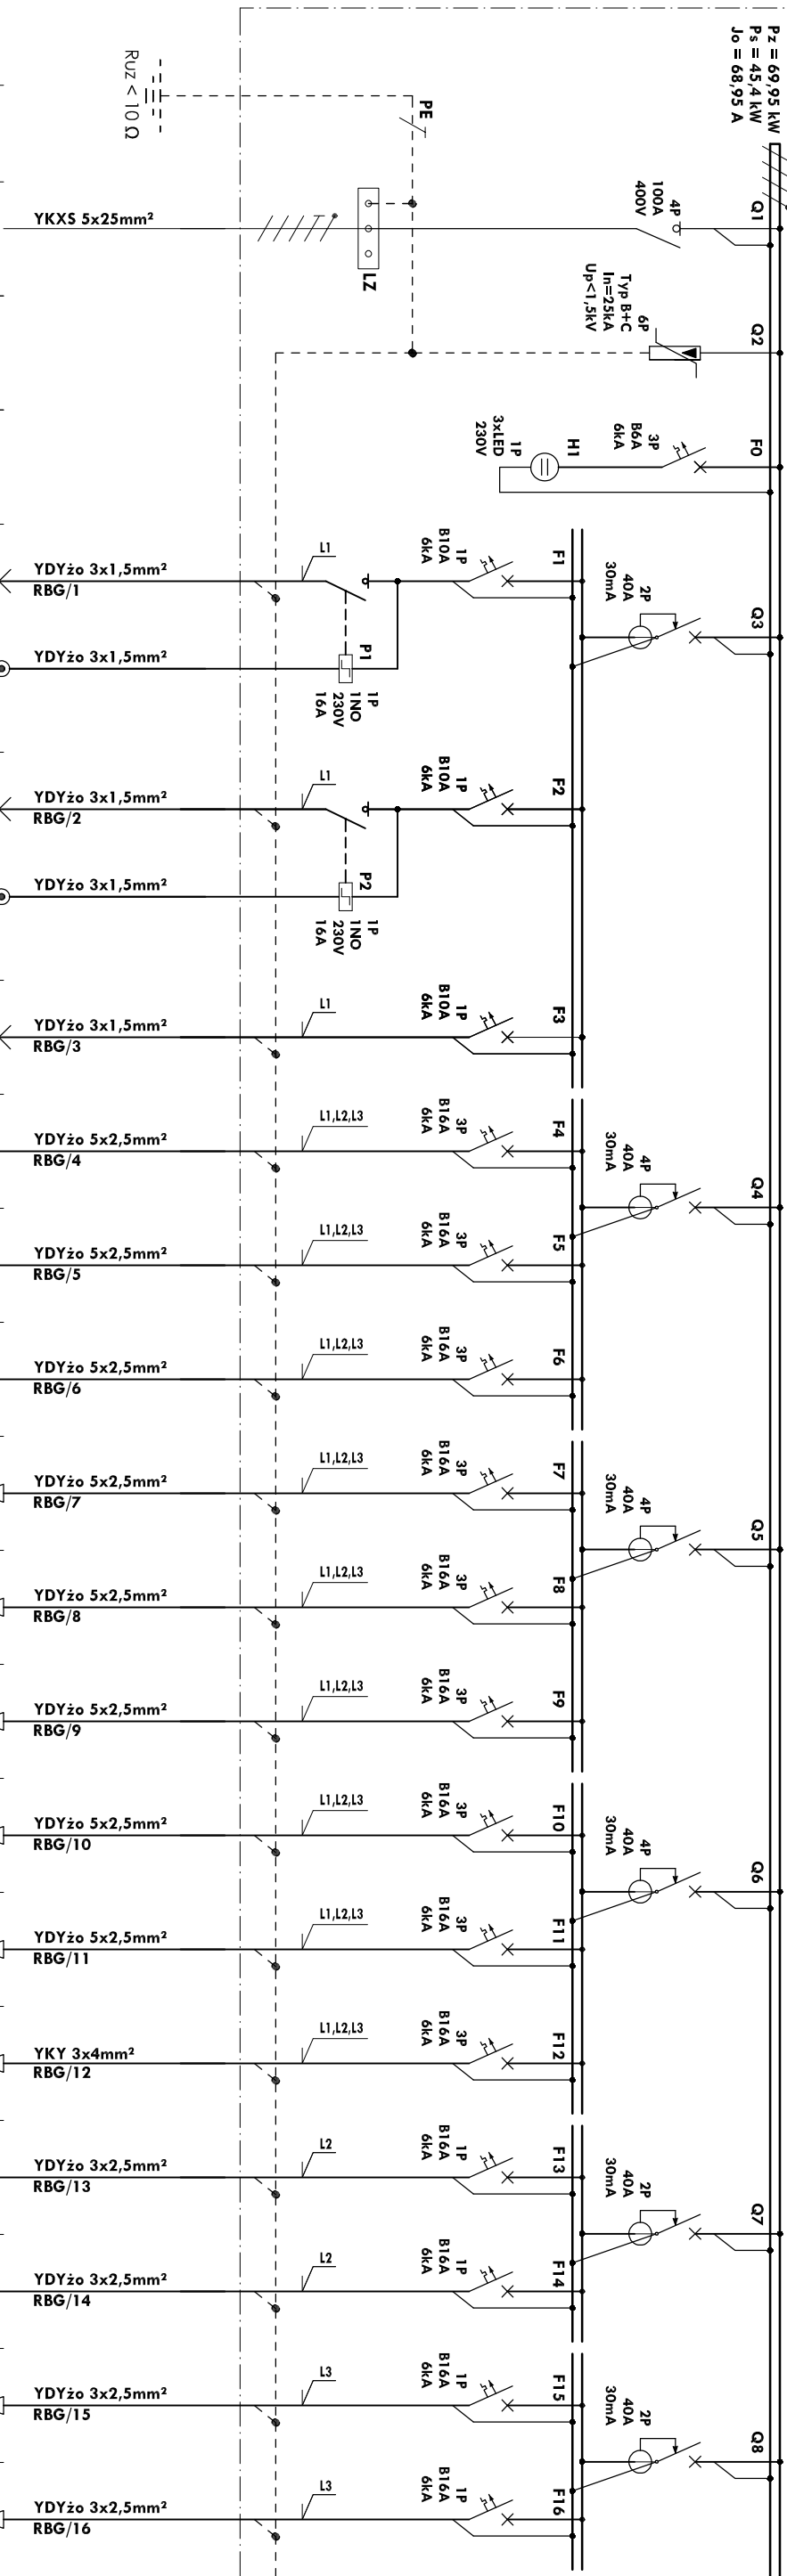 Pz = 69,95 kW
Ps = 45,4 kW
Jo = 68,95 A
Ruz < 10 Ω
PE
Q1
4P
100A
400V
YKXS 5x25mm²
LZ
Q2
6P
Typ B+C
In=25kA
Up<1,5kV
F0
3P
B6A
6kA
H1
1P
3xLED
230V
F1
1P
B10A
6kA
L1
YDYżo 3x1,5mm²
RBG/1
Q3
2P
40A
30mA
P1
1P
1NO
230V
16A
YDYżo 3x1,5mm²
F2
1P
B10A
6kA
L1
YDYżo 3x1,5mm²
RBG/2
P2
1P
1NO
230V
16A
YDYżo 3x1,5mm²
F3
1P
B10A
6kA
L1
YDYżo 3x1,5mm²
RBG/3
F4
3P
B16A
6kA
L1,L2,L3
YDYżo 5x2,5mm²
RBG/4
Q4
4P
40A
30mA
F5
3P
B16A
6kA
L1,L2,L3
YDYżo 5x2,5mm²
RBG/5
F6
3P
B16A
6kA
L1,L2,L3
YDYżo 5x2,5mm²
RBG/6
F7
3P
B16A
6kA
L1,L2,L3
YDYżo 5x2,5mm²
RBG/7
Q5
4P
40A
30mA
F8
3P
B16A
6kA
L1,L2,L3
YDYżo 5x2,5mm²
RBG/8
F9
3P
B16A
6kA
L1,L2,L3
YDYżo 5x2,5mm²
RBG/9
F10
3P
B16A
6kA
L1,L2,L3
YDYżo 5x2,5mm²
RBG/10
Q6
4P
40A
30mA
F11
3P
B16A
6kA
L1,L2,L3
YDYżo 5x2,5mm²
RBG/11
F12
3P
B16A
6kA
L1,L2,L3
YKY 3x4mm²
RBG/12
F13
1P
B16A
6kA
L2
YDYżo 3x2,5mm²
RBG/13
Q7
2P
40A
30mA
F14
1P
B16A
6kA
L2
YDYżo 3x2,5mm²
RBG/14
F15
1P
B16A
6kA
L3
YDYżo 3x2,5mm²
RBG/15
Q8
2P
40A
30mA
F16
1P
B16A
6kA
L3
YDYżo 3x2,5mm²
RBG/16